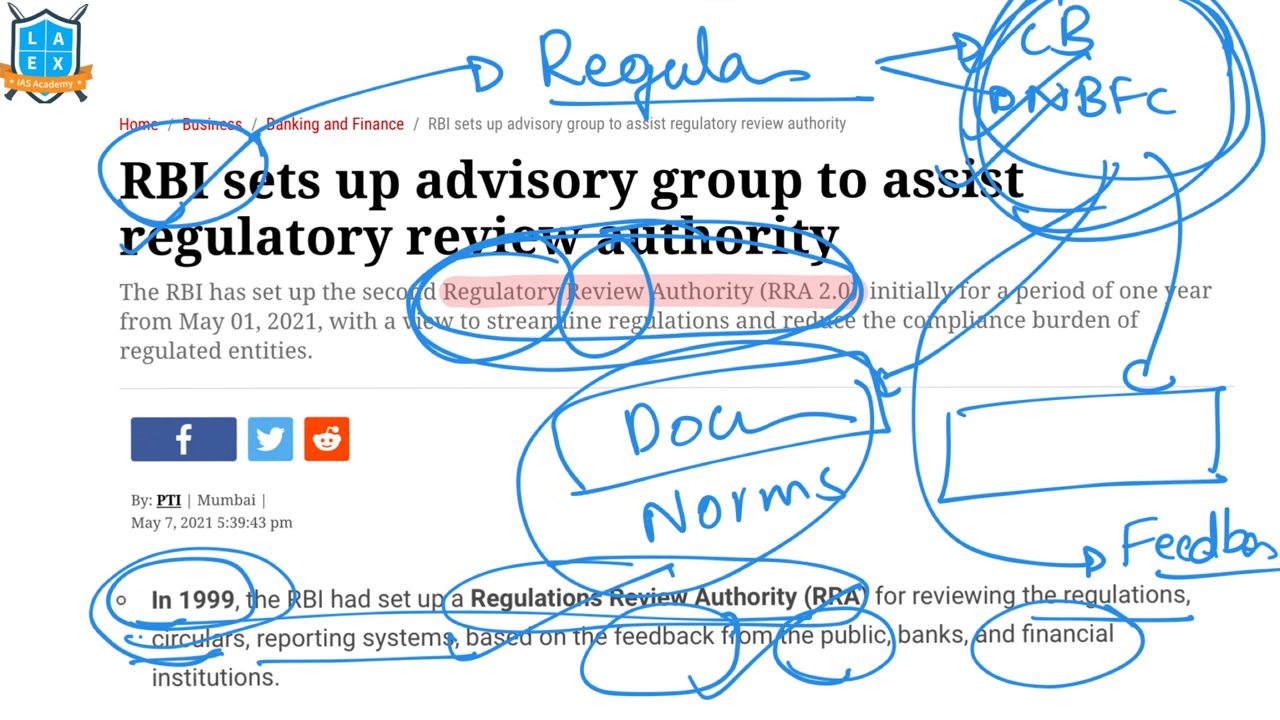 L A
E X
IAS Academy
Regula
CB
NBFC
Home / Business / Banking and Finance / RBI sets up advisory group to assist regulatory review authority
RBI sets up advisory group to assist
regulatory review authority
The RBI has set up the second Regulatory Review Authority (RRA 2.0) initially for a period of one year
from May 01, 2021, with a view to streamline regulations and reduce the compliance burden of
regulated entities.
Docu
Norms
By: PTI | Mumbai |
May 7, 2021 5:39:43 pm
Feedba
In 1999, the RBI had set up a Regulations Review Authority (RRA) for reviewing the regulations,
circulars, reporting systems, based on the feedback from the public, banks, and financial
institutions.